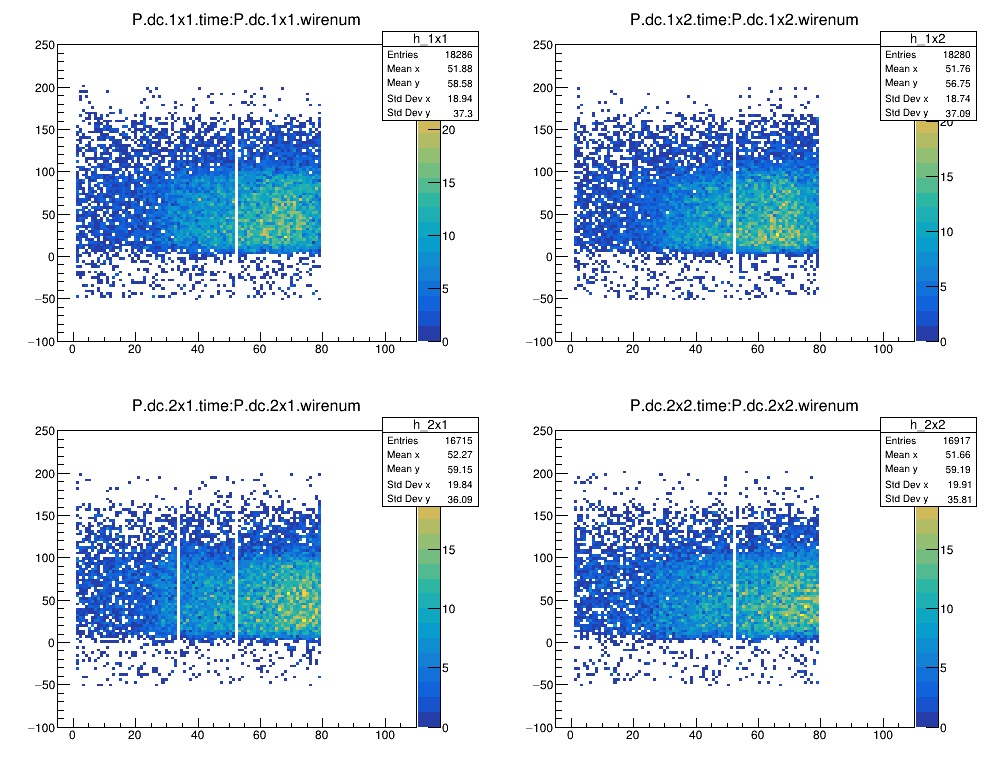 P.dc.1x1.time:P.dc.1x1.wirenum
h_1x1
Entries 18286
Mean x 51.88
Mean y 58.58
Std Dev x 18.94
Std Dev y 37.3
250
200
150
100
50
0
−50
−100
0 20 40 60 80 100
20
15
10
5
0
P.dc.1x2.time:P.dc.1x2.wirenum
h_1x2
Entries 18280
Mean x 51.76
Mean y 56.75
Std Dev x 18.74
Std Dev y 37.09
250
200
150
100
50
0
−50
−100
0 20 40 60 80 100
20
15
10
5
0
P.dc.2x1.time:P.dc.2x1.wirenum
h_2x1
Entries 16715
Mean x 52.27
Mean y 59.15
Std Dev x 19.84
Std Dev y 36.09
250
200
150
100
50
0
−50
−100
0 20 40 60 80 100
15
10
5
0
P.dc.2x2.time:P.dc.2x2.wirenum
h_2x2
Entries 16917
Mean x 51.66
Mean y 59.19
Std Dev x 19.91
Std Dev y 35.81
250
200
150
100
50
0
−50
−100
0 20 40 60 80 100
15
10
5
0